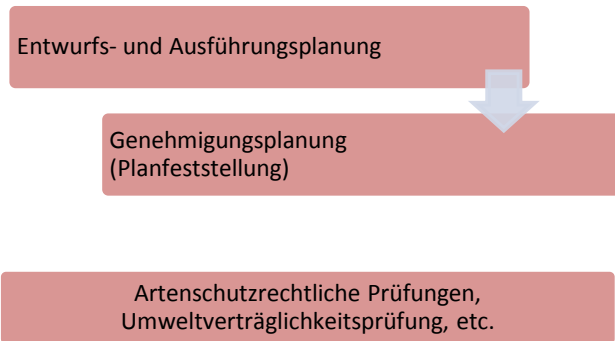 Entwurfs- und Ausführungsplanung
Genehmigungsplanung
(Planfeststellung)
Artenschutzrechtliche Prüfungen,
Umweltverträglichkeitsprüfung, etc.